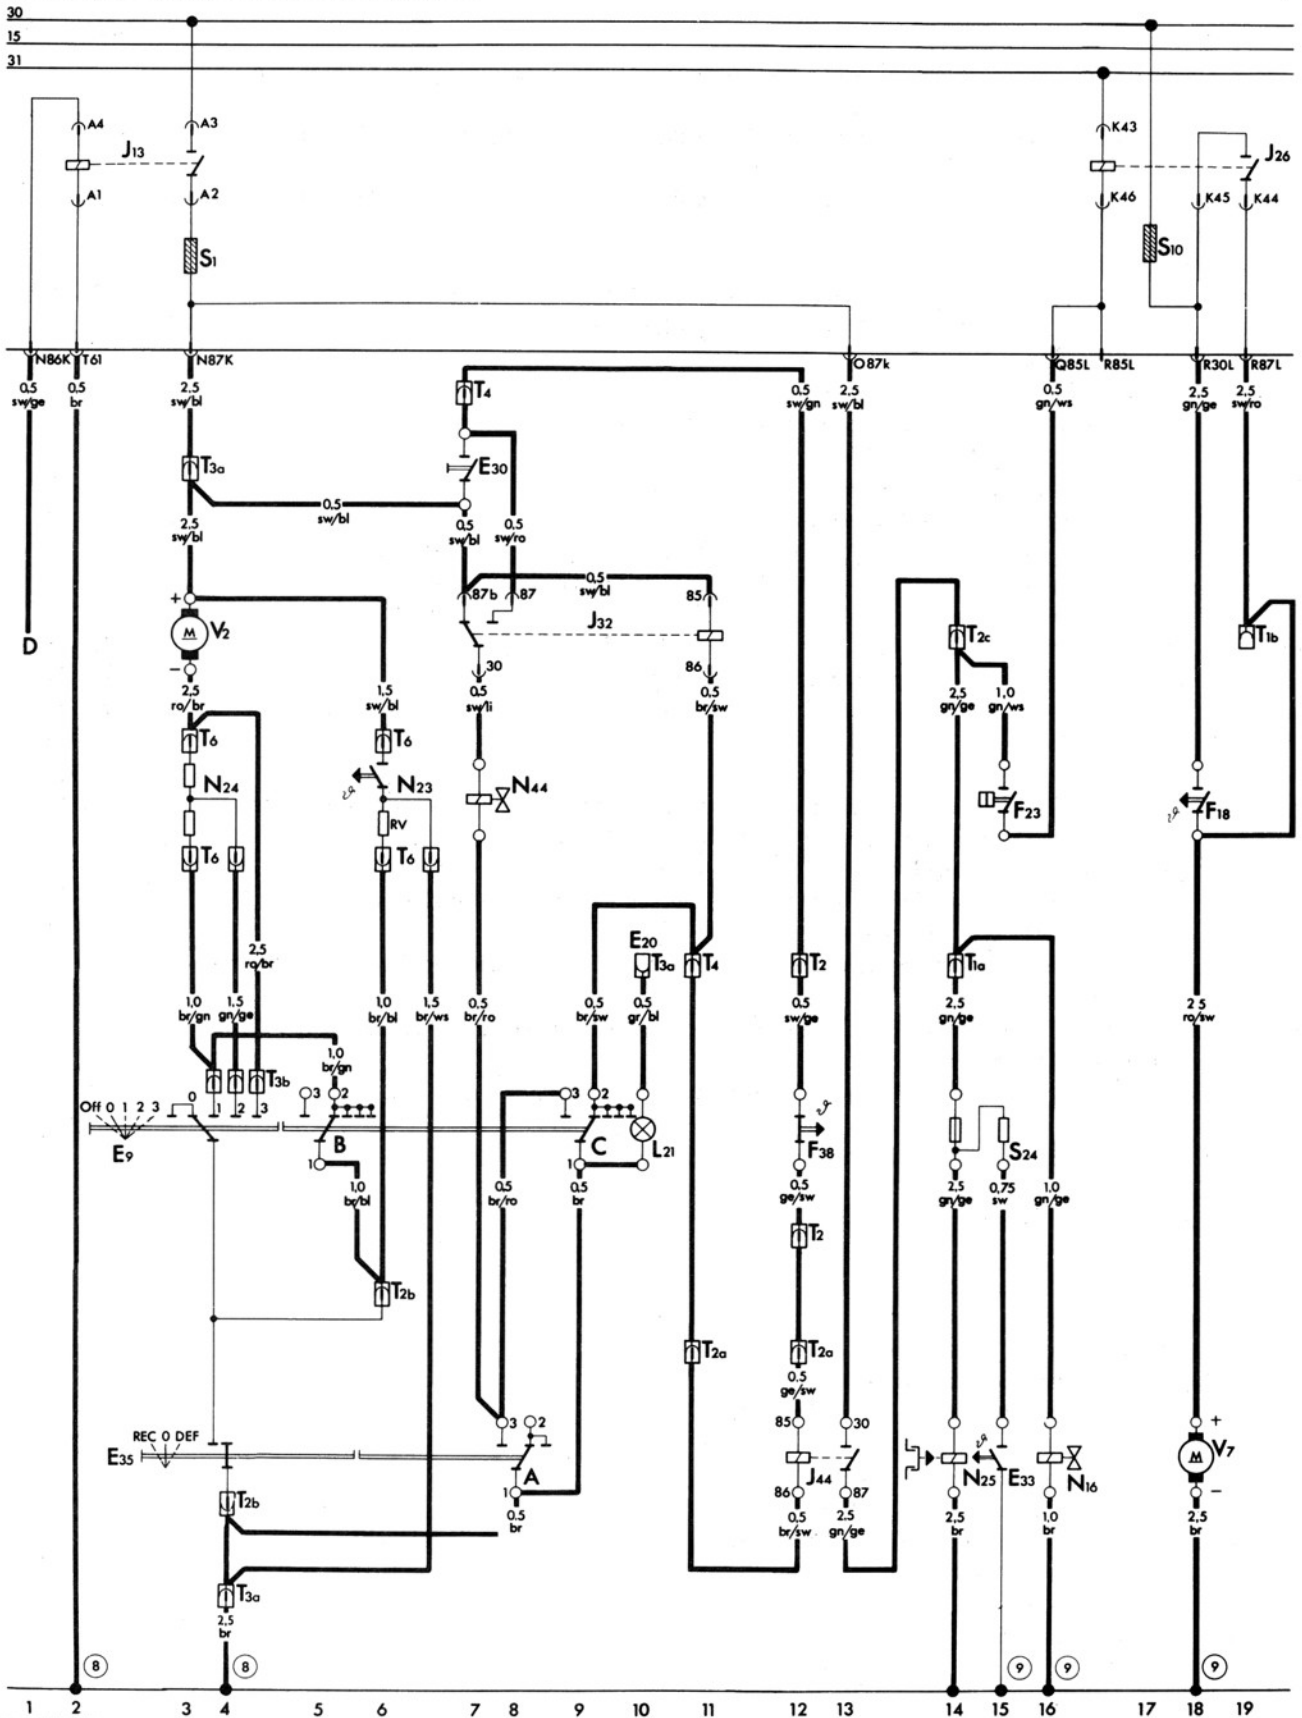 30
15
31
A4 A3 K43
J13 J26
A1 A2 K46 K45 K44
S1 S10
N86K T61 N87K O87k Q85L R85L R30L R87L
0,5 sw/ge
0,5 br
2,5 sw/bl
T4
0,5 sw/gn
2,5 sw/bl
0,5 gn/ws
2,5 gn/ge
2,5 sw/ro
T3a
E30
0,5 sw/bl
2,5 sw/bl
0,5 sw/bl
0,5 sw/ro
0,5 sw/bl
+
87b 87 85
V2
M
J32
T2c
T1b
D
−
30
86
2,5 ro/br
1,5 sw/bl
0,5 sw/li
0,5 br/sw
2,5 gn/ge
1,0 gn/ws
T6
T6
N24
N23
N44
F23
F18
RV
T6
T6
2,5 ro/br
E20
T3a
T4
T2
T1a
1,0 br/gn
1,5 gn/ge
1,0 br/bl
1,5 br/ws
0,5 br/ro
0,5 br/sw
0,5 gr/bl
0,5 sw/ge
2,5 gn/ge
2 5 ro/sw
1,0 br/gn
T3b
3 2
3 2
Off 0 1 2 3
0 1 2 3
E9
B
C
L21
F38
S24
1
1
1,0 br/bl
0,5 br/ro
0,5 br
0,5 ge/sw
2,5 gn/ge
0,75 sw
1,0 gn/ge
T2
T2b
T2a
T2a
0,5 ge/sw
3 2
85 30
+
REC 0 DEF
E35
A
J44
N25
E33
N16
V7
M
1
86 87
−
T2b
0,5 br
0,5 br/sw
2,5 gn/ge
2,5 br
1,0 br
2,5 br
T3a
2,5 br
8 8 9 9 9
1 2 3 4 5 6 7 8 9 10 11 12 13 14 15 16 17 18 19